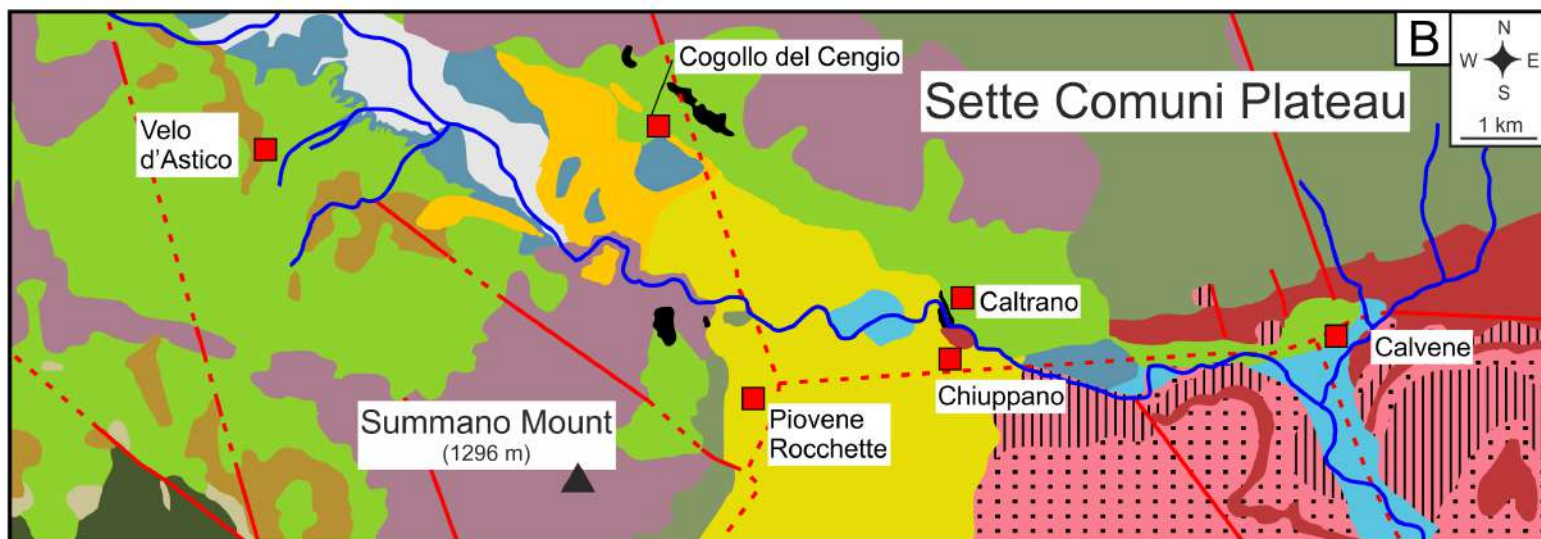 B
N
W E
S
1 km
Cogollo del Cengio
Sette Comuni Plateau
Velo
d'Astico
Caltrano
Calvene
Chiuppano
Summano Mount
(1296 m)
Piovene
Rocchette